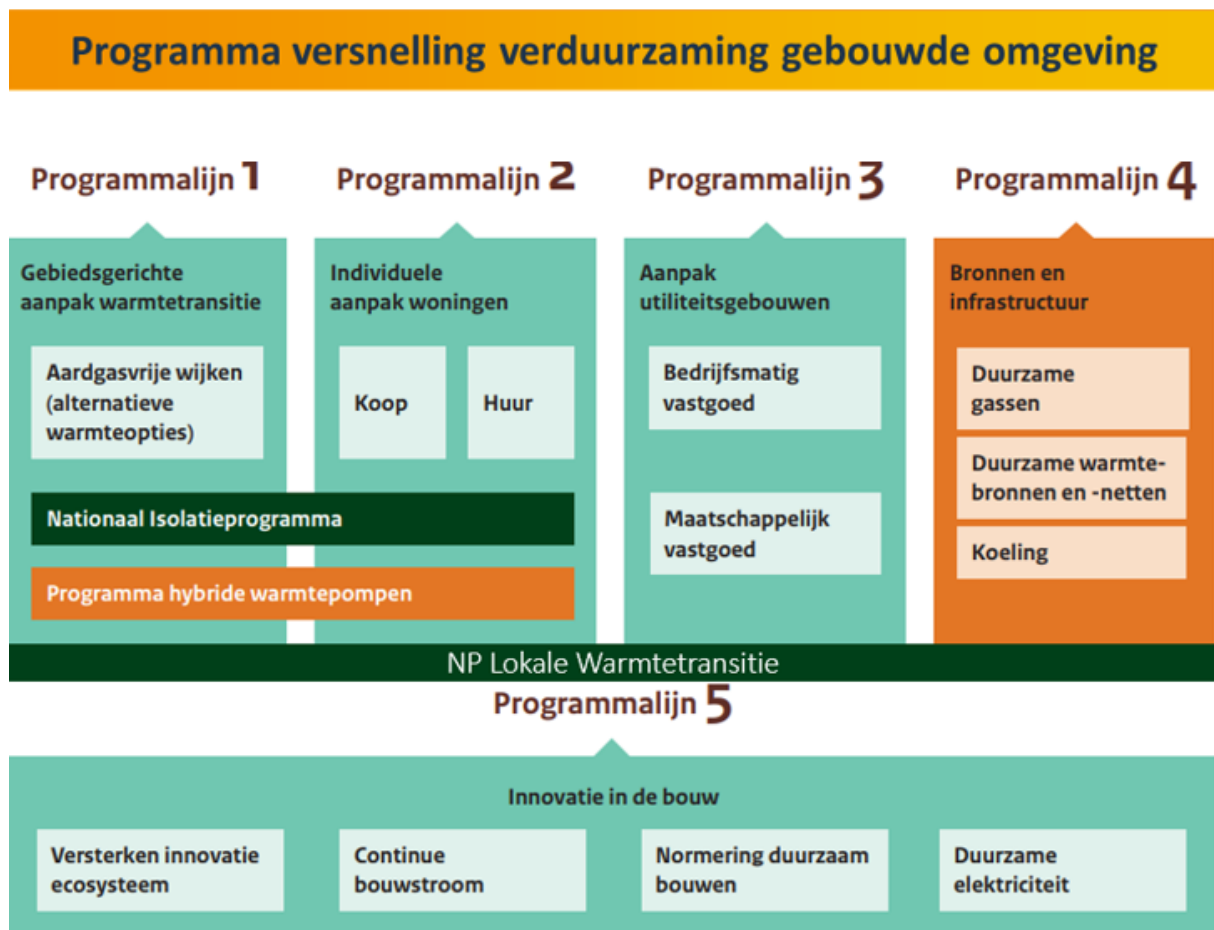 Programma versnelling verduurzaming gebouwde omgeving
Programmalijn 1
Gebiedsgerichte
aanpak warmtetransitie
Aardgasvrije wijken
(alternatieve
warmteopties)
Programmalijn 2
Individuele
aanpak woningen
Koop
Huur
Nationaal Isolatieprogramma
Programma hybride warmtepompen
Programmalijn 3
Aanpak
utiliteitsgebouwen
Bedrijfsmatig
vastgoed
Maatschappelijk
vastgoed
Programmalijn 4
Bronnen en
infrastructuur
Duurzame
gassen
Duurzame warmte-
bronnen en -netten
Koeling
NP Lokale Warmtetransitie
Programmalijn 5
Innovatie in de bouw
Versterken innovatie
ecosysteem
Continue
bouwstroom
Normering duurzaam
bouwen
Duurzame
elektriciteit